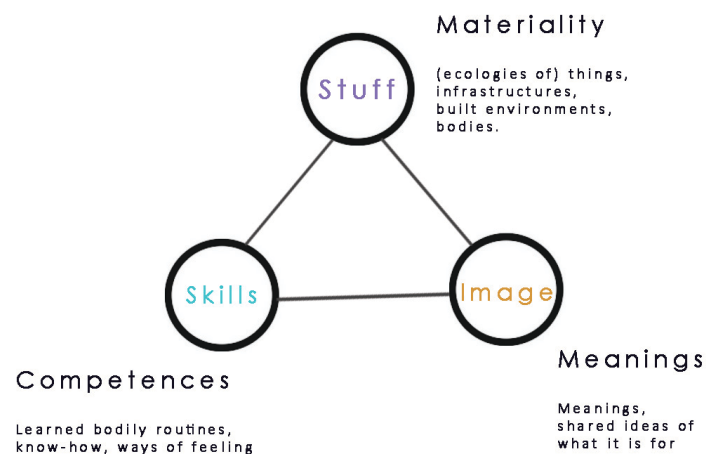 Materiality
Stuff
(ecologies of) things,
infrastructures,
built environments,
bodies.
Skills
Image
Competences
Learned bodily routines,
know-how, ways of feeling
Meanings
Meanings,
shared ideas of
what it is for